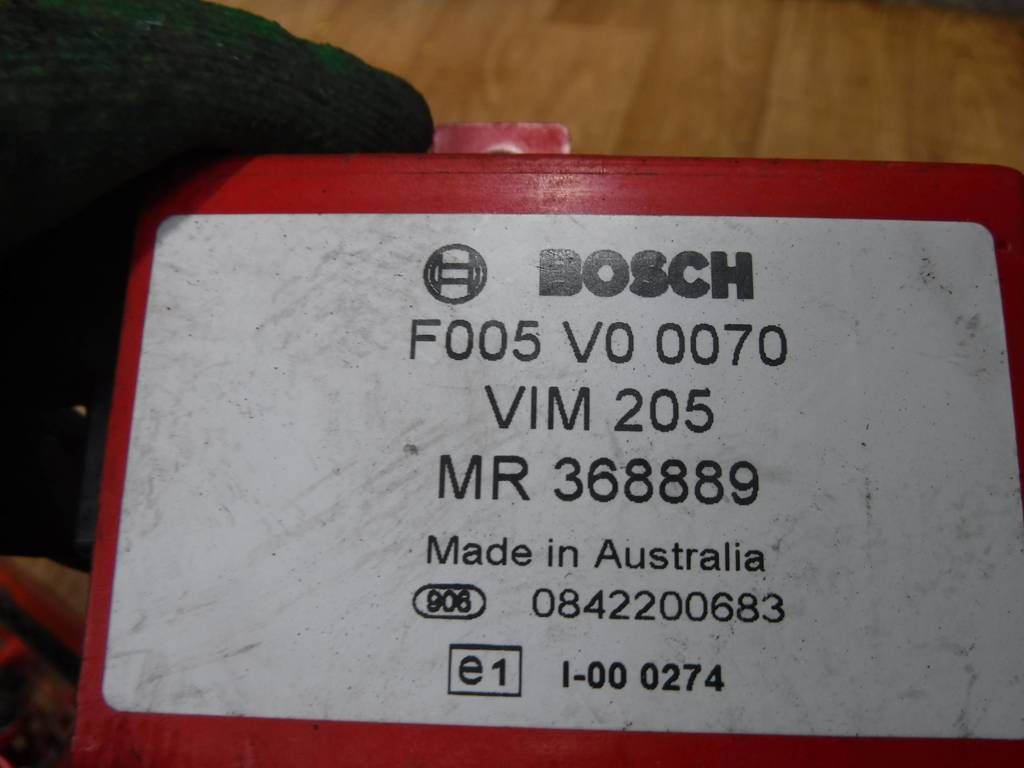 BOSCH
F005 V0 0070
VIM 205
MR 368889
Made in Australia
906 0842200683
e1 I-00 0274